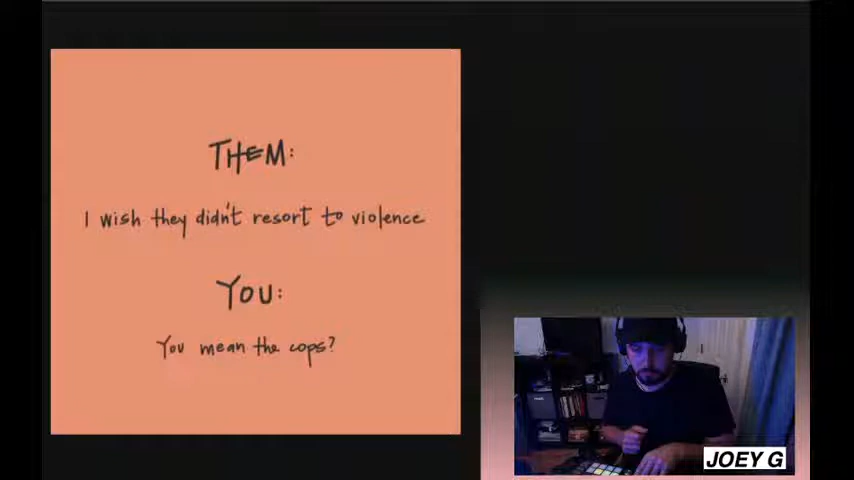 THEM:
I wish they didn't resort to violence
YOU:
You mean the cops?
JOEY G